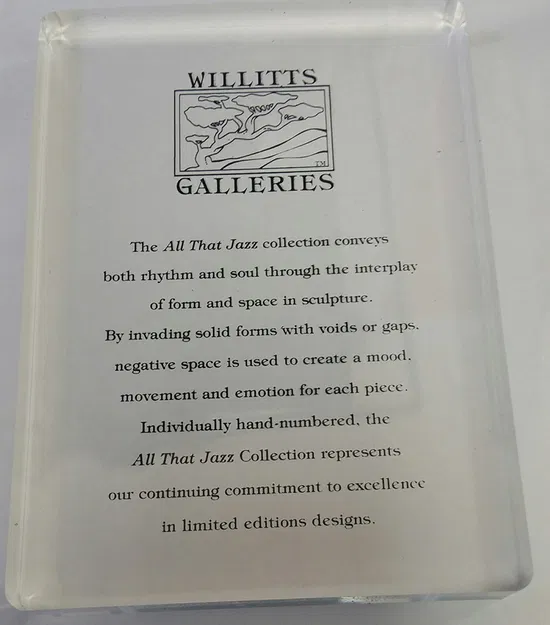 WILLITTS
TM
GALLERIES
The All That Jazz collection conveys
both rhythm and soul through the interplay
of form and space in sculpture.
By invading solid forms with voids or gaps,
negative space is used to create a mood,
movement and emotion for each piece.
Individually hand-numbered, the
All That Jazz Collection represents
our continuing commitment to excellence
in limited editions designs.